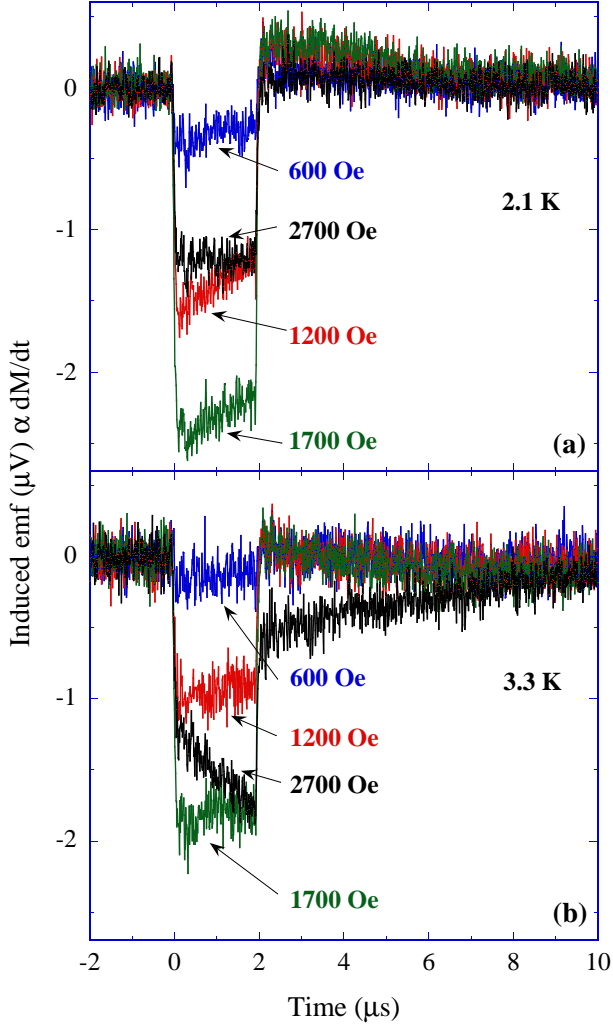 0
600 Oe
2.1 K
2700 Oe
-1
1200 Oe
-2
1700 Oe
(a)
Induced emf (μV) α dM/dt
0
600 Oe
3.3 K
-1
1200 Oe
2700 Oe
-2
1700 Oe
(b)
-2 0 2 4 6 8 10
Time (μs)